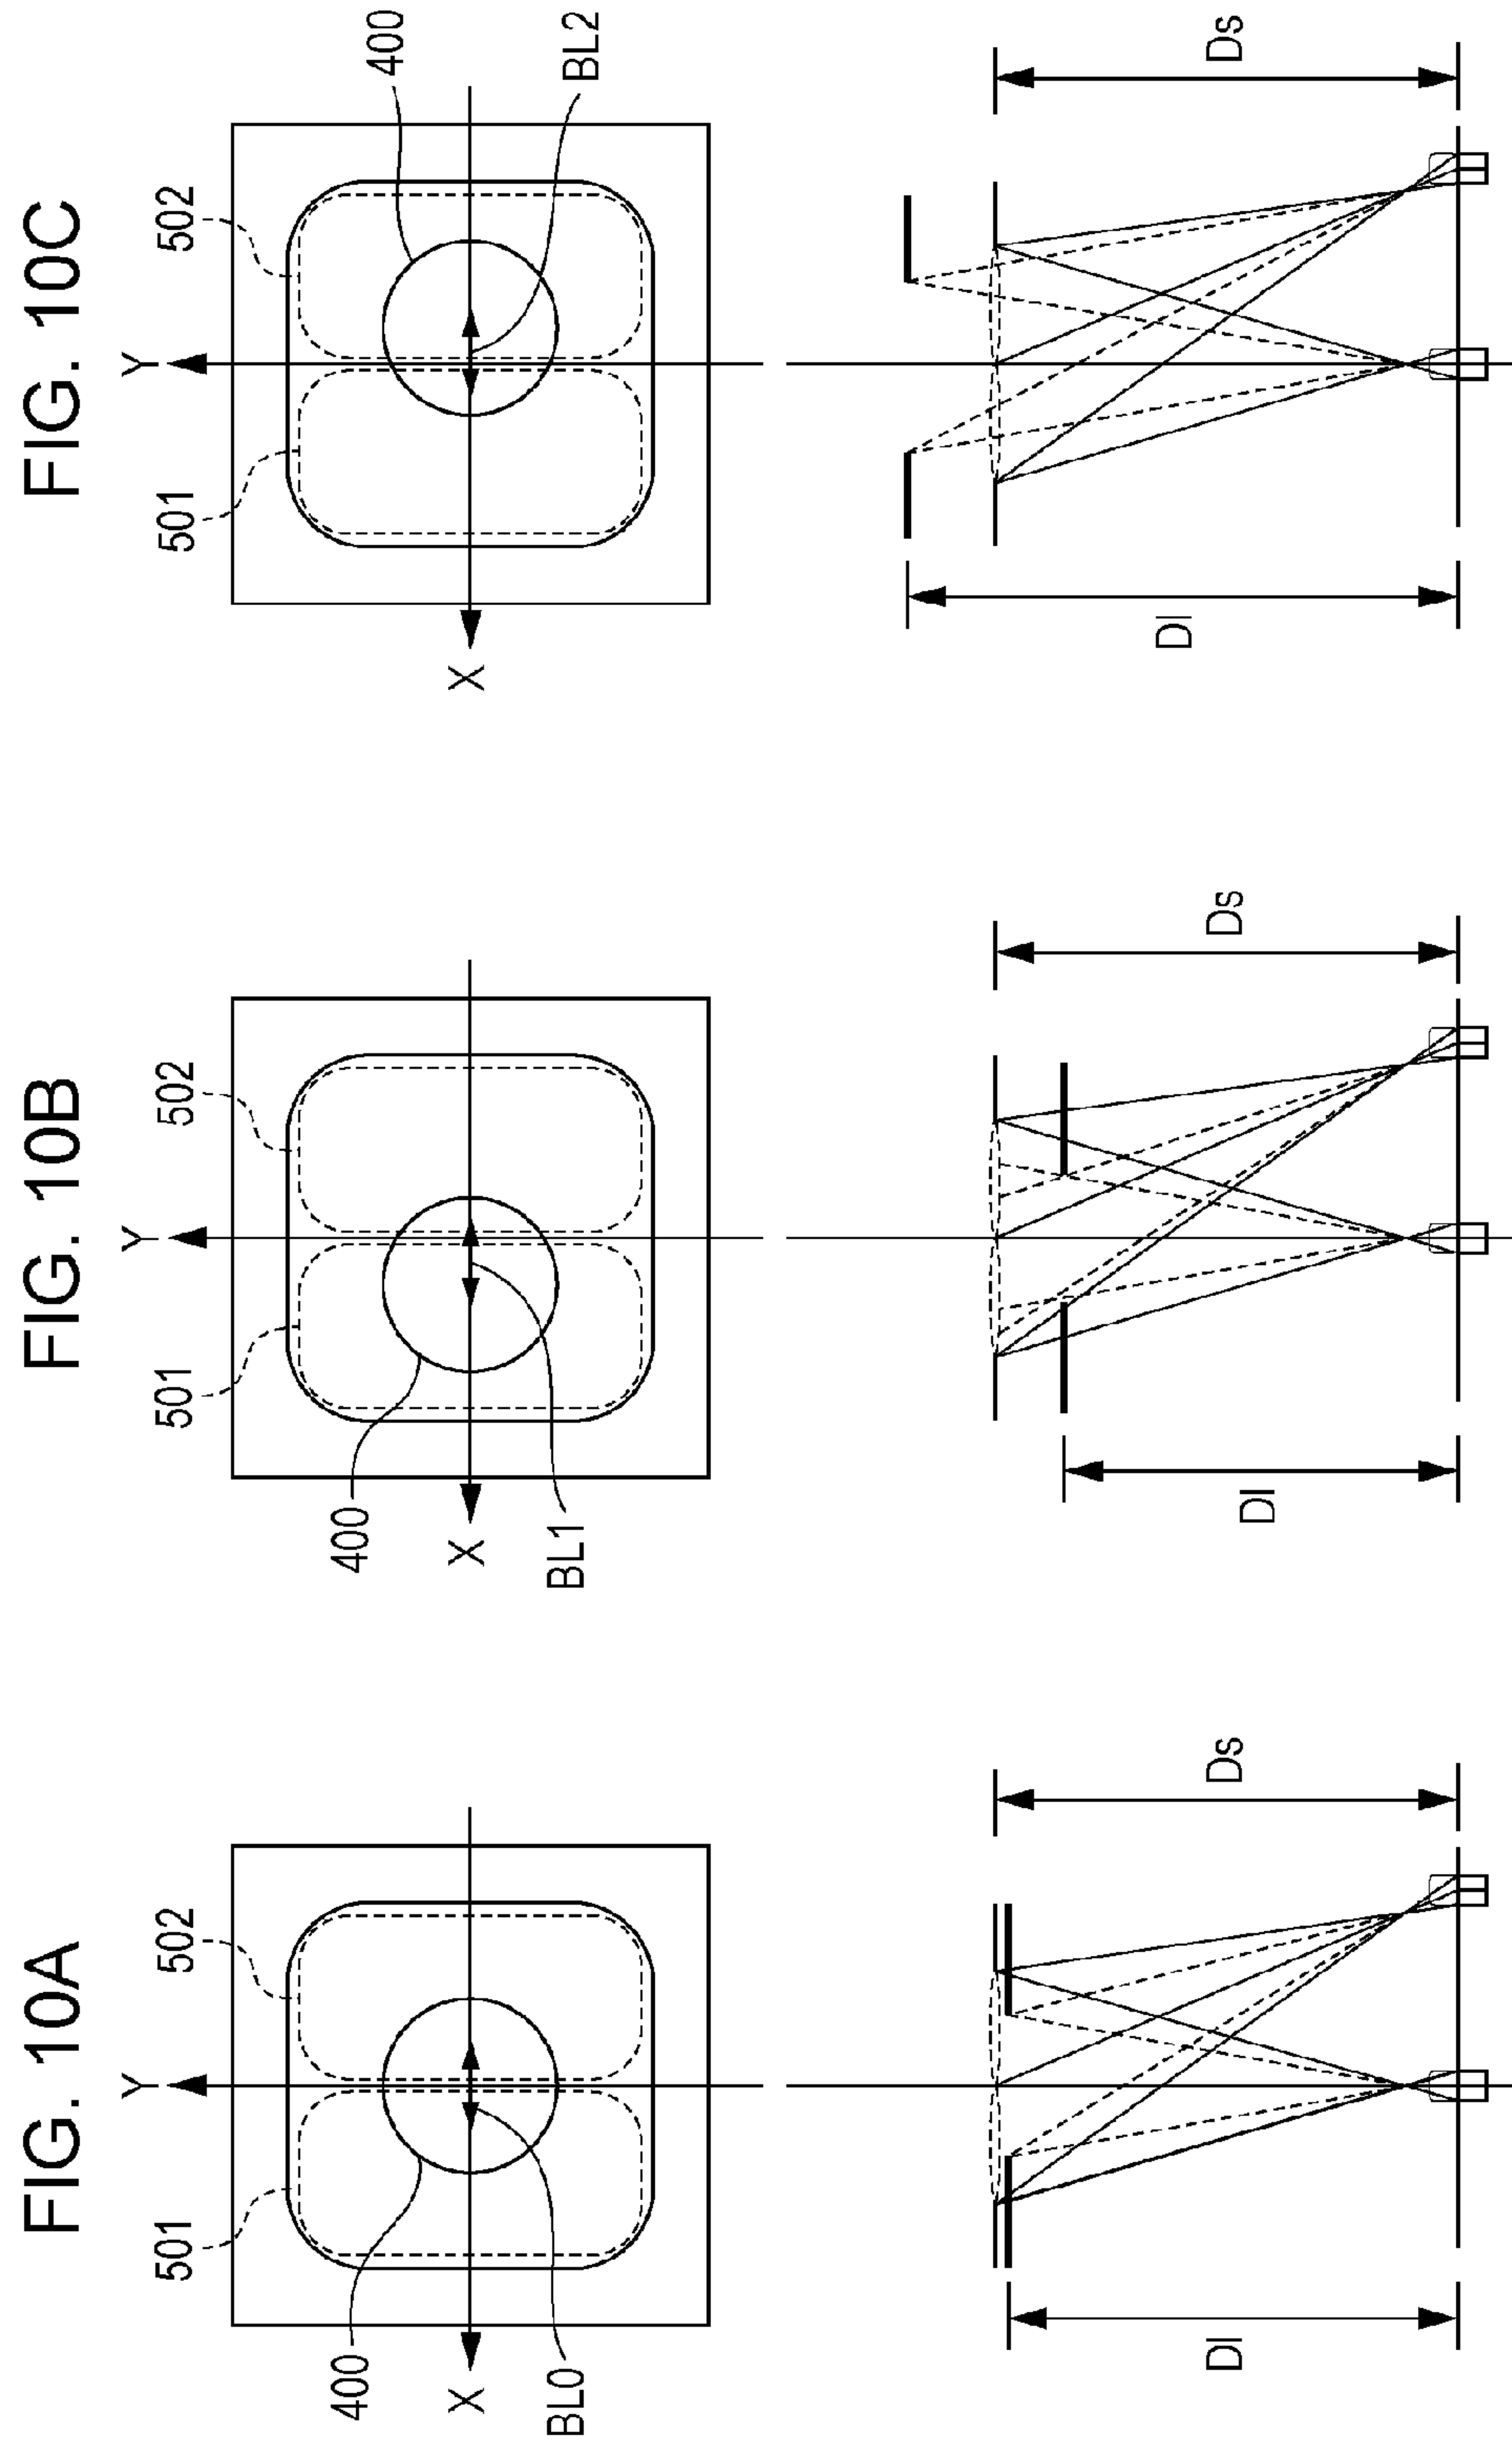 FIG. 10A
Y
501
502
400
X
BL0
Dl
Ds
FIG. 10B
Y
501
502
400
X
BL1
Dl
Ds
FIG. 10C
Y
501
502
400
X
BL2
Dl
Ds